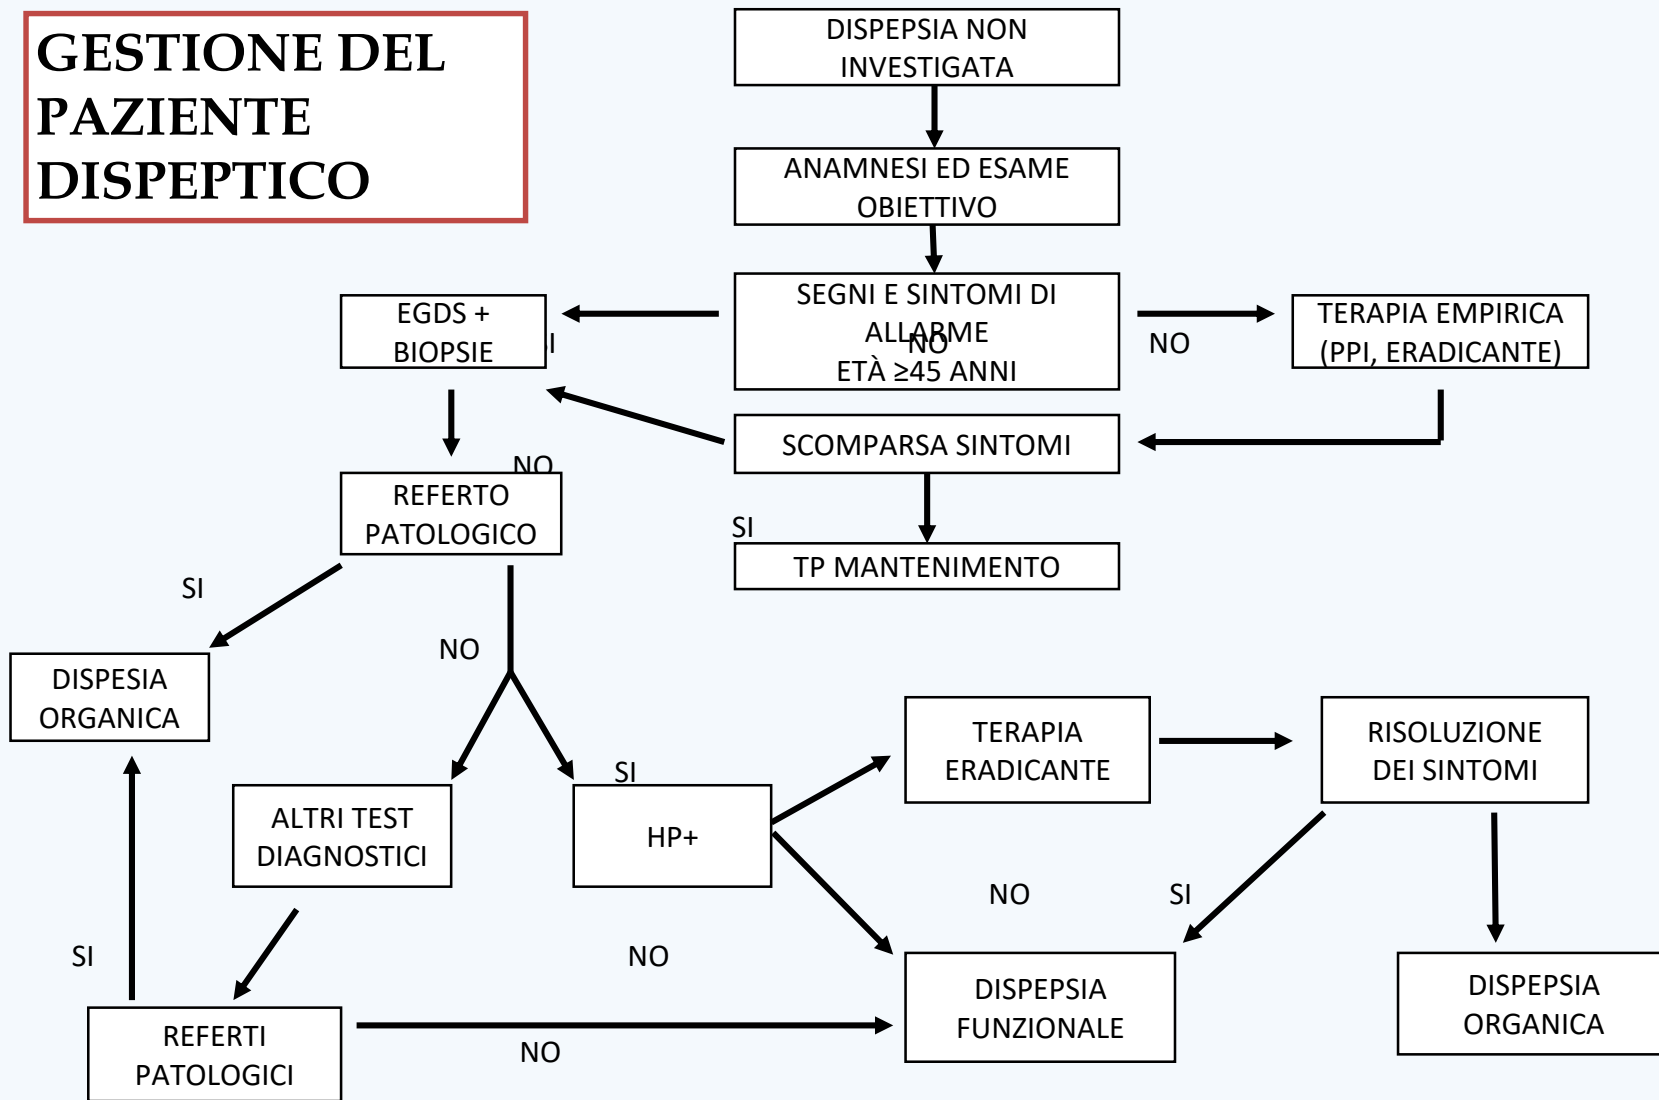 GESTIONE DEL
PAZIENTE
DISPEPTICO
DISPEPSIA NON
INVESTIGATA
ANAMNESI ED ESAME
OBIETTIVO
SEGNI E SINTOMI DI
ALLARME
NO
ETÀ ≥45 ANNI
EGDS +
BIOPSIE
SI
NO
TERAPIA EMPIRICA
(PPI, ERADICANTE)
SCOMPARSA SINTOMI
NO
REFERTO
PATOLOGICO
SI
TP MANTENIMENTO
SI
NO
DISPESIA
ORGANICA
TERAPIA
ERADICANTE
RISOLUZIONE
DEI SINTOMI
SI
ALTRI TEST
DIAGNOSTICI
HP+
NO
SI
SI
NO
DISPEPSIA
FUNZIONALE
DISPEPSIA
ORGANICA
REFERTI
PATOLOGICI
NO